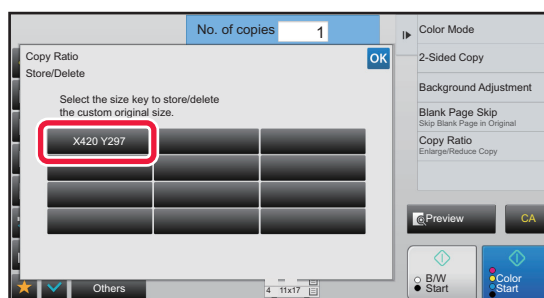 No. of copies 1
Copy Ratio
OK
Store/Delete
Select the size key to store/delete
the custom original size.
X420 Y297
Color Mode
2-Sided Copy
Background Adjustment
Blank Page Skip
Skip Blank Page in Original
Copy Ratio
Enlarge/Reduce Copy
Preview
CA
Others
4 11x17
B/W
Start
Color
Start